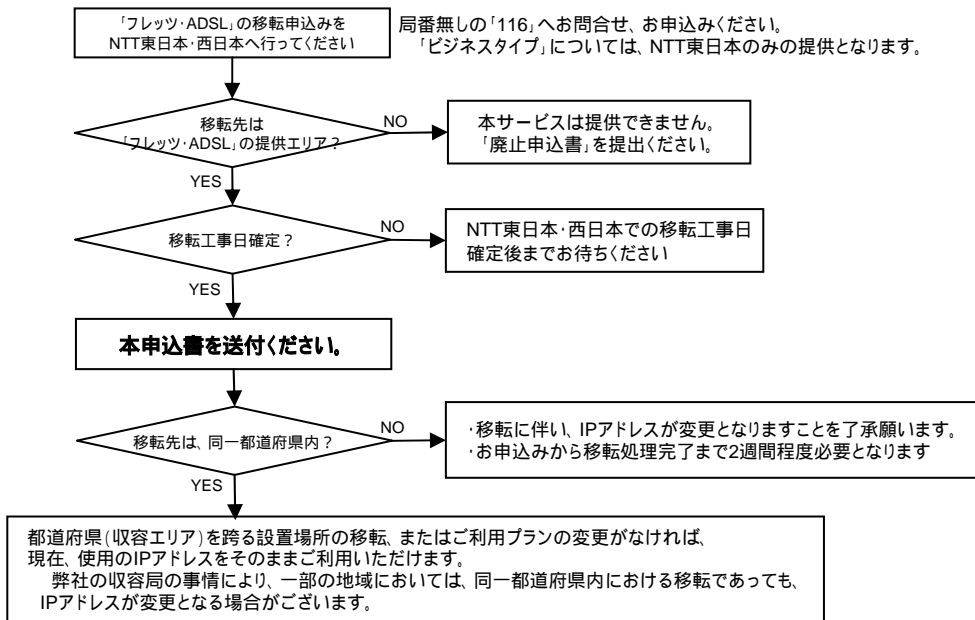 「フレッツ・ADSL」の移転申込みを
NTT東日本・西日本へ行ってください
局番無しの「116」へお問合せ、お申込みください。
「ビジネスタイプ」については、NTT東日本のみの提供となります。
移転先は
「フレッツ・ADSL」の提供エリア？
NO
本サービスは提供できません。
「廃止申込書」を提出ください。
YES
移転工事日確定？
NO
NTT東日本・西日本での移転工事日
確定後までお待ちください
YES
本申込書を送付ください。
移転先は、同一都道府県内？
NO
・移転に伴い、IPアドレスが変更となりますことを了承願います。
・お申込みから移転処理完了まで2週間程度必要となります
YES
都道府県(収容エリア)を跨る設置場所の移転、またはご利用プランの変更がなければ、
現在、使用のIPアドレスをそのままご利用いただけます。
弊社の収容局の事情により、一部の地域においては、同一都道府県内における移転であっても、
IPアドレスが変更となる場合がございます。